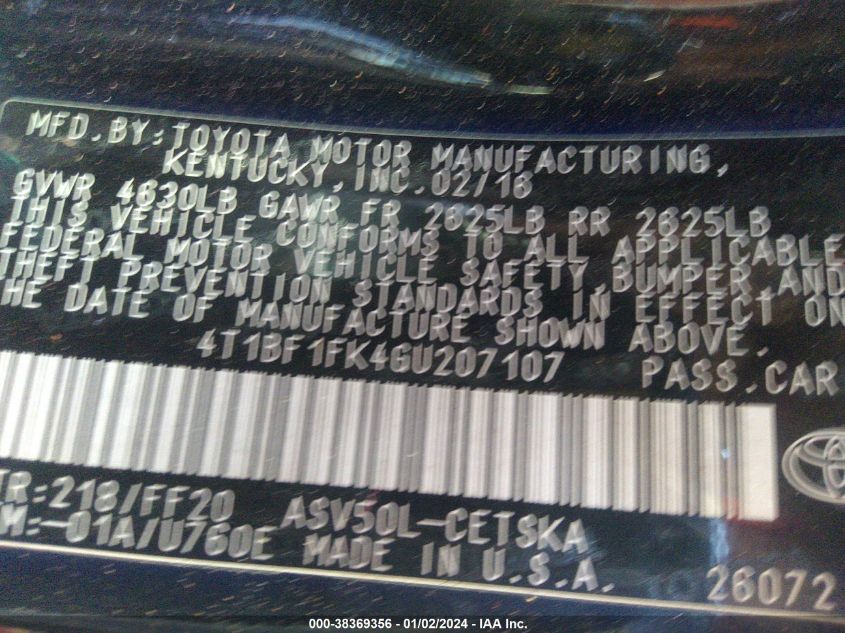 MFD. BY: TOYOTA MOTOR MANUFACTURING,
KENTUCKY, INC. 02/16
GVWR 4630LB GAWR FR 2625LB RR 2625LB
THIS VEHICLE CONFORMS TO ALL APPLICABLE
FEDERAL MOTOR VEHICLE SAFETY, BUMPER AND
THEFT PREVENTION STANDARDS IN EFFECT ON
HE DATE OF MANUFACTURE SHOWN ABOVE.
4T1BF1FK4GU207107 PASS. CAR
TR:218/FF20 ASV50L-CETSKA
M:-01A/U760E MADE IN U.S.A. 26072
000-38369356 - 01/02/2024 - IAA Inc.